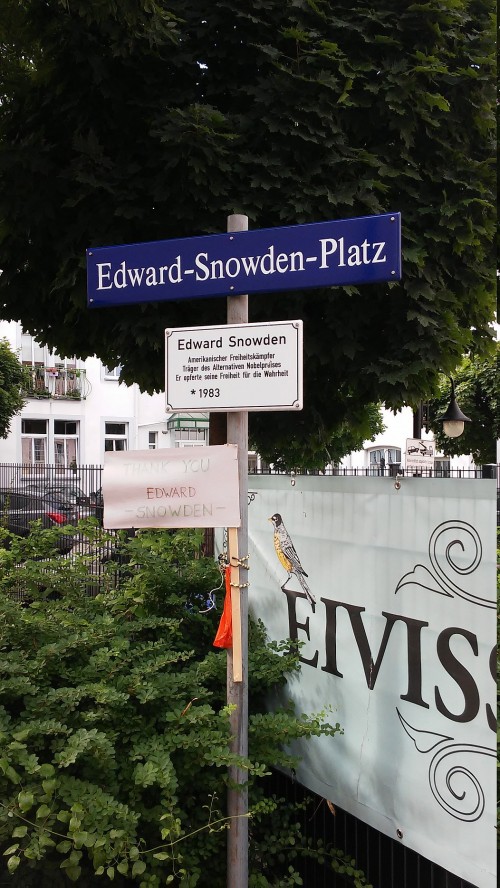 Edward-Snowden-Platz
Edward Snowden
Amerikanischer Freiheitskämpfer
Träger des Alternativen Nobelpreises
Er opferte seine Freiheit für die Wahrheit
* 1983
THANK YOU
EDWARD
-SNOWDEN-
EIVISS